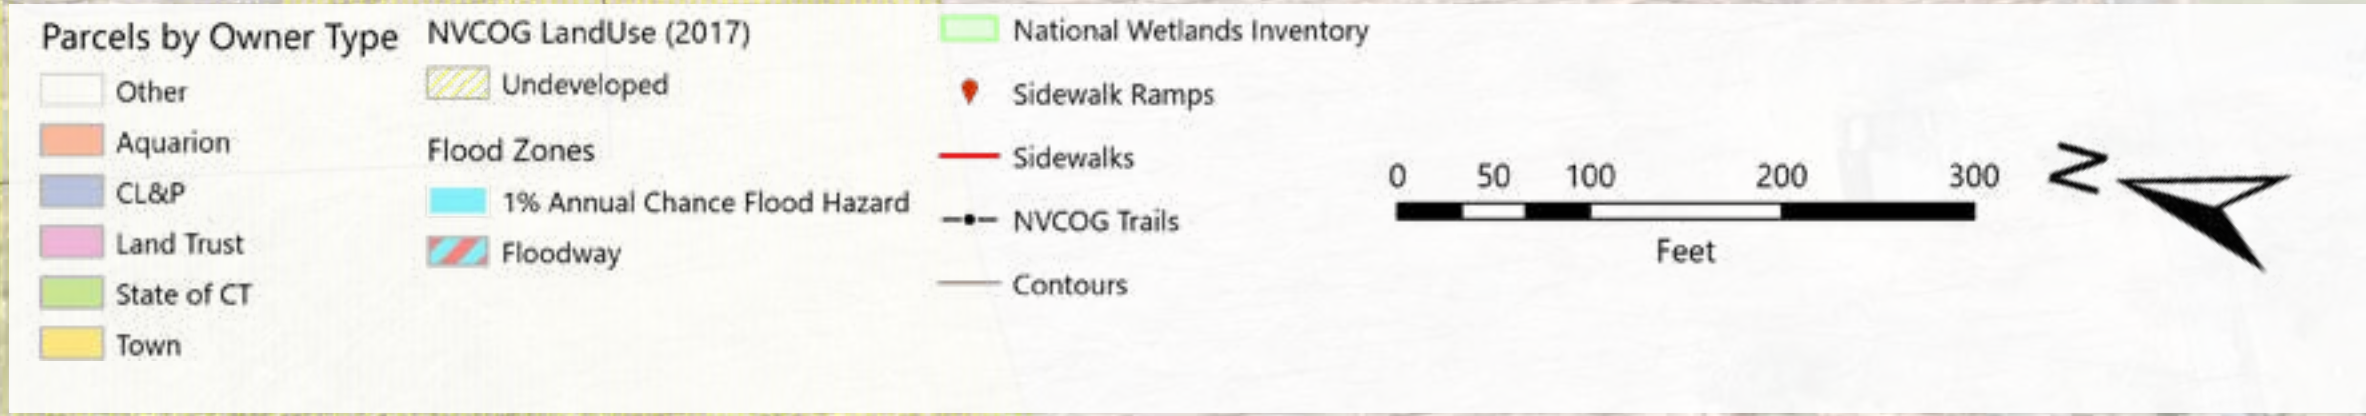 Parcels by Owner Type
Other
Aquarion
CL&P
Land Trust
State of CT
Town
NVCOG LandUse (2017)
Undeveloped
Flood Zones
1% Annual Chance Flood Hazard
Floodway
National Wetlands Inventory
Sidewalk Ramps
Sidewalks
NVCOG Trails
Contours
0 50 100 200 300
Feet
N